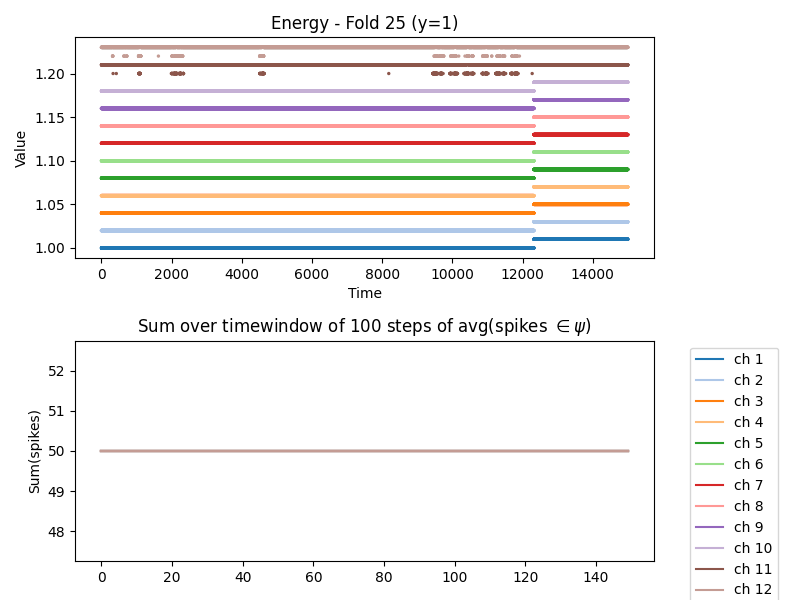 Energy - Fold 25 (y=1)
Value
1.20
1.15
1.10
1.05
1.00
0 2000 4000 6000 8000 10000 12000 14000
Time
Sum over timewindow of 100 steps of avg(spikes ∈ ψ)
Sum(spikes)
52
51
50
49
48
0 20 40 60 80 100 120 140
ch 1
ch 2
ch 3
ch 4
ch 5
ch 6
ch 7
ch 8
ch 9
ch 10
ch 11
ch 12